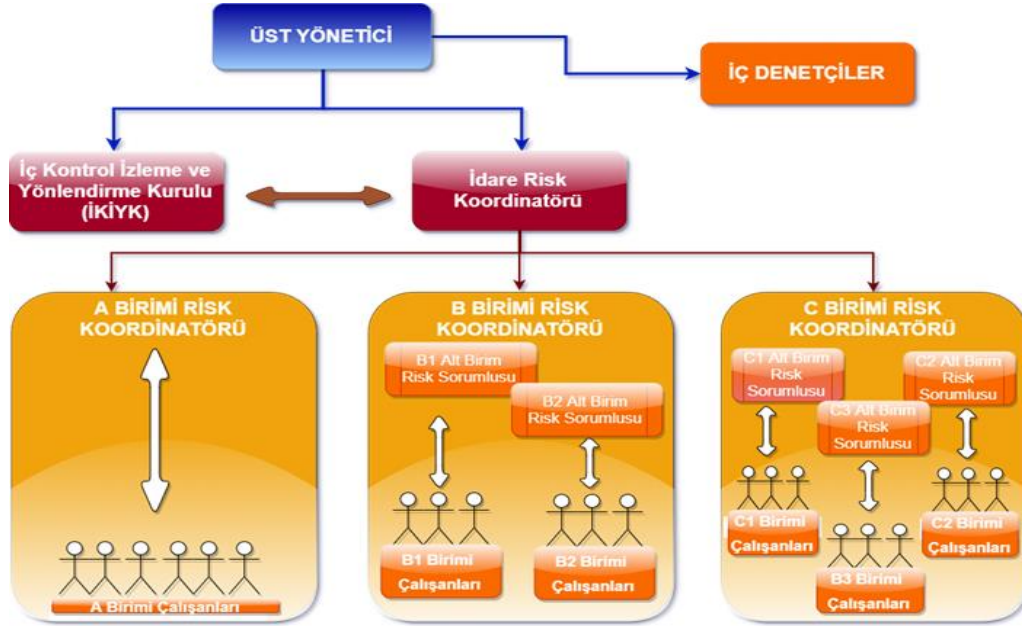 ÜST YÖNETİCİ
İÇ DENETÇİLER
İç Kontrol İzleme ve
Yönlendirme Kurulu
(İKİYK)
İdare Risk
Koordinatörü
A BİRİMİ RİSK
KOORDİNATÖRÜ
A Birimi Çalışanları
B BİRİMİ RİSK
KOORDİNATÖRÜ
B1 Alt Birim
Risk Sorumlusu
B2 Alt Birim
Risk Sorumlusu
B1 Birimi
Çalışanları
B2 Birimi
Çalışanları
C BİRİMİ RİSK
KOORDİNATÖRÜ
C1 Alt Birim
Risk
Sorumlusu
C2 Alt Birim
Risk
Sorumlusu
C3 Alt Birim
Risk
Sorumlusu
C1 Birimi
Çalışanları
C2 Birimi
Çalışanları
B3 Birimi
Çalışanları